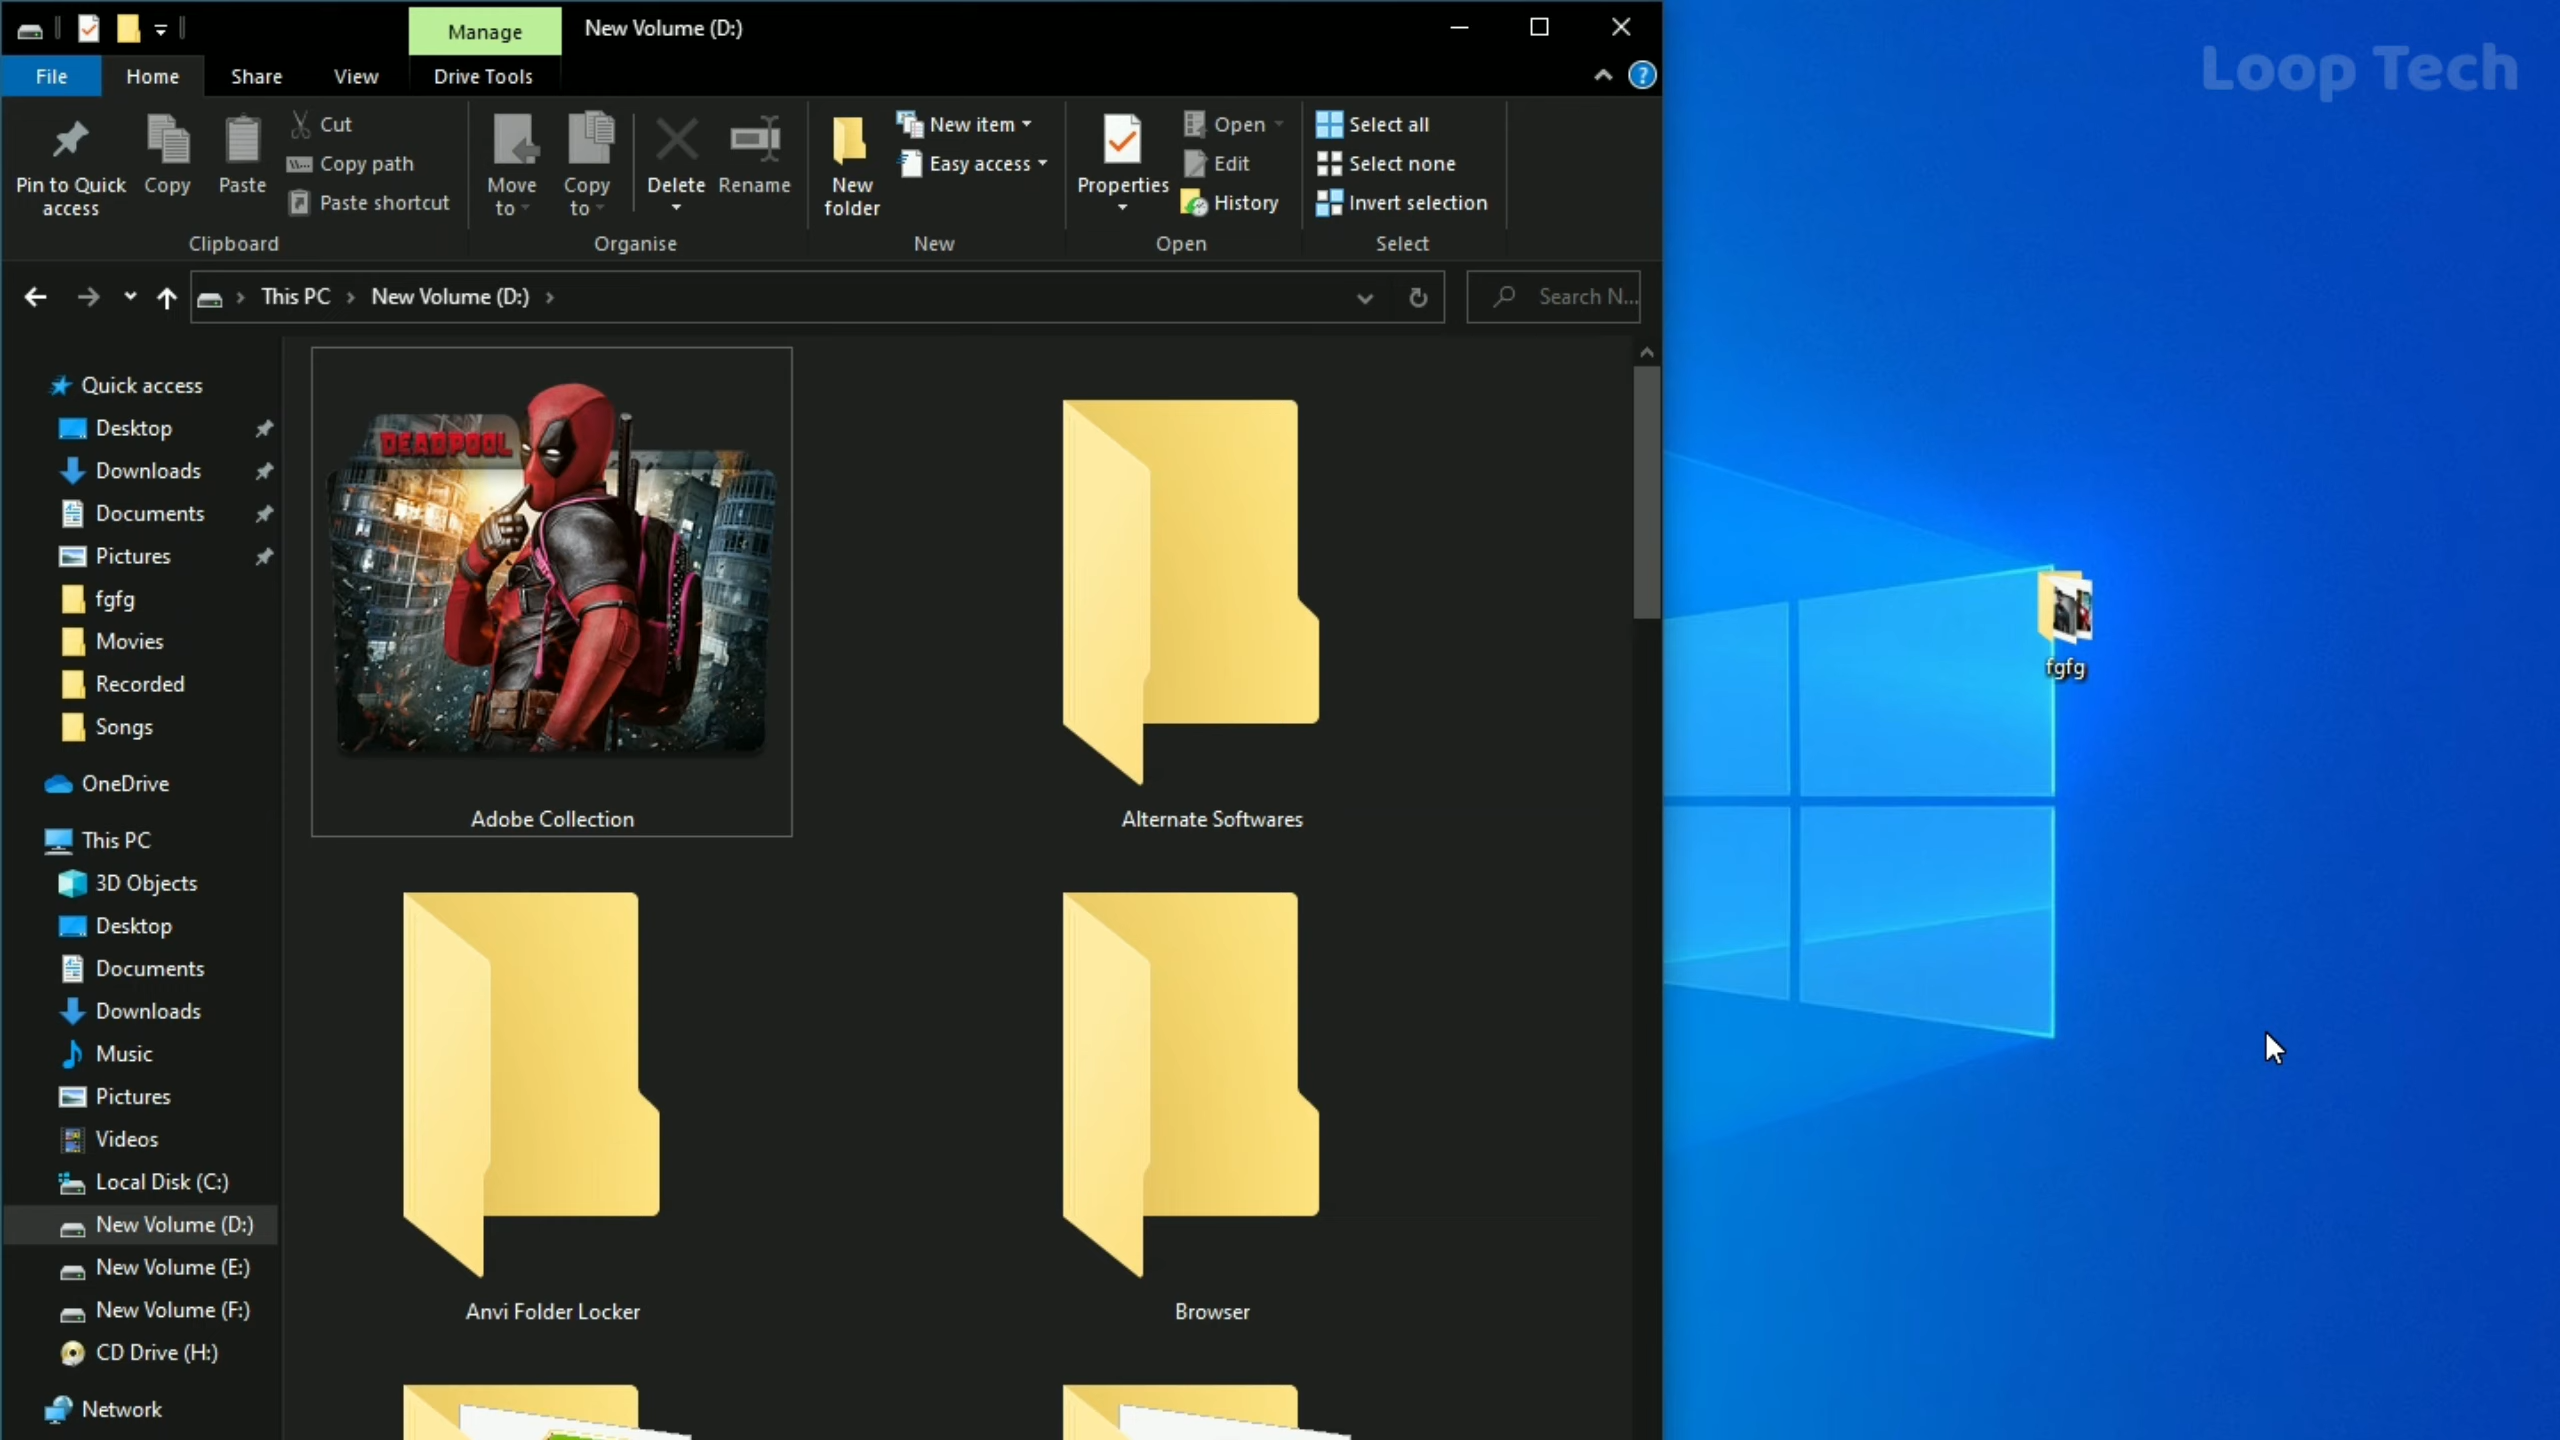 Manage
New Volume (D:)
File
Home
Share
View
Drive Tools
Pin to Quick
access
Copy
Paste
Cut
Copy path
Paste shortcut
Clipboard
Move
to
Copy
to
Delete
Rename
Organise
New
folder
New item
Easy access
New
Properties
Open
Edit
History
Open
Select all
Select none
Invert selection
Select
This PC
New Volume (D:)
Search N...
Quick access
Desktop
Downloads
Documents
Pictures
fgfg
Movies
Recorded
Songs
OneDrive
This PC
3D Objects
Desktop
Documents
Downloads
Music
Pictures
Videos
Local Disk (C:)
New Volume (D:)
New Volume (E:)
New Volume (F:)
CD Drive (H:)
Network
DEADPOOL
Adobe Collection
Alternate Softwares
Anvi Folder Locker
Browser
fgfg
Loop Tech